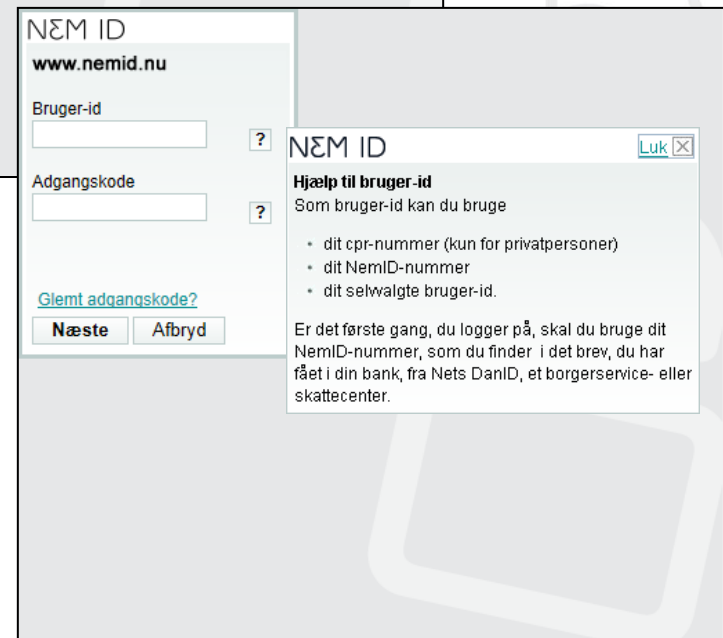 NEM ID
www.nemid.nu
Bruger-id
?
Adgangskode
?
Glemt adgangskode?
Næste Afbryd
NEM ID
Luk
Hjælp til bruger-id
Som bruger-id kan du bruge
• dit cpr-nummer (kun for privatpersoner)
• dit NemID-nummer
• dit selvvalgte bruger-id.
Er det første gang, du logger på, skal du bruge dit
NemID-nummer, som du finder i det brev, du har
fået i din bank, fra Nets DanID, et borgerservice- eller
skattecenter.